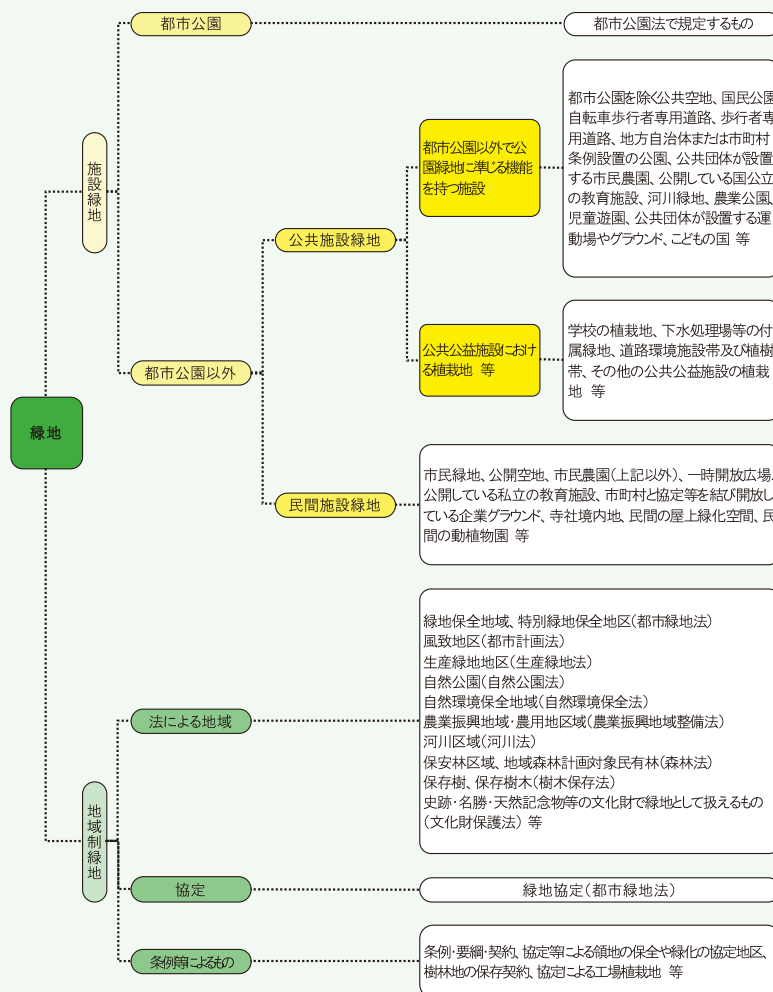 都市公園
都市公園法で規定するもの
施設緑地
都市公園以外で公
園緑地に準じる機能
を持つ施設
都市公園を除く公共空地、国民公園
自転車歩行者専用道路、歩行者専
用道路、地方自治体または市町村
条例設置の公園、公共団体が設置
する市民農園、公開している国公立
の教育施設、河川緑地、農業公園、
児童遊園、公共団体が設置する運
動場やグラウンド、こどもの国 等
公共施設緑地
公共公益施設におけ
る植栽地 等
学校の植栽地、下水処理場等の付
属緑地、道路環境施設帯及び植樹
帯、その他の公共公益施設の植栽
地 等
都市公園以外
緑地
民間施設緑地
市民緑地、公開空地、市民農園(上記以外)、一時開放広場、
公開している私立の教育施設、市町村と協定等を結び開放し
ている企業グラウンド、寺社境内地、民間の屋上緑化空間、民
間の動植物園 等
地域制緑地
法による地域
緑地保全地域、特別緑地保全地区(都市緑地法)
風致地区(都市計画法)
生産緑地地区(生産緑地法)
自然公園(自然公園法)
自然環境保全地域(自然環境保全法)
農業振興地域・農用地区域(農業振興地域整備法)
河川区域(河川法)
保安林区域、地域森林計画対象民有林(森林法)
保存樹、保存樹木(樹木保存法)
史跡・名勝・天然記念物等の文化財で緑地として扱えるもの
(文化財保護法) 等
協定
緑地協定(都市緑地法)
条例等によるもの
条例・要綱・契約、協定等による領地の保全や緑化の協定地区、
樹林地の保存契約、協定による工場植栽地 等